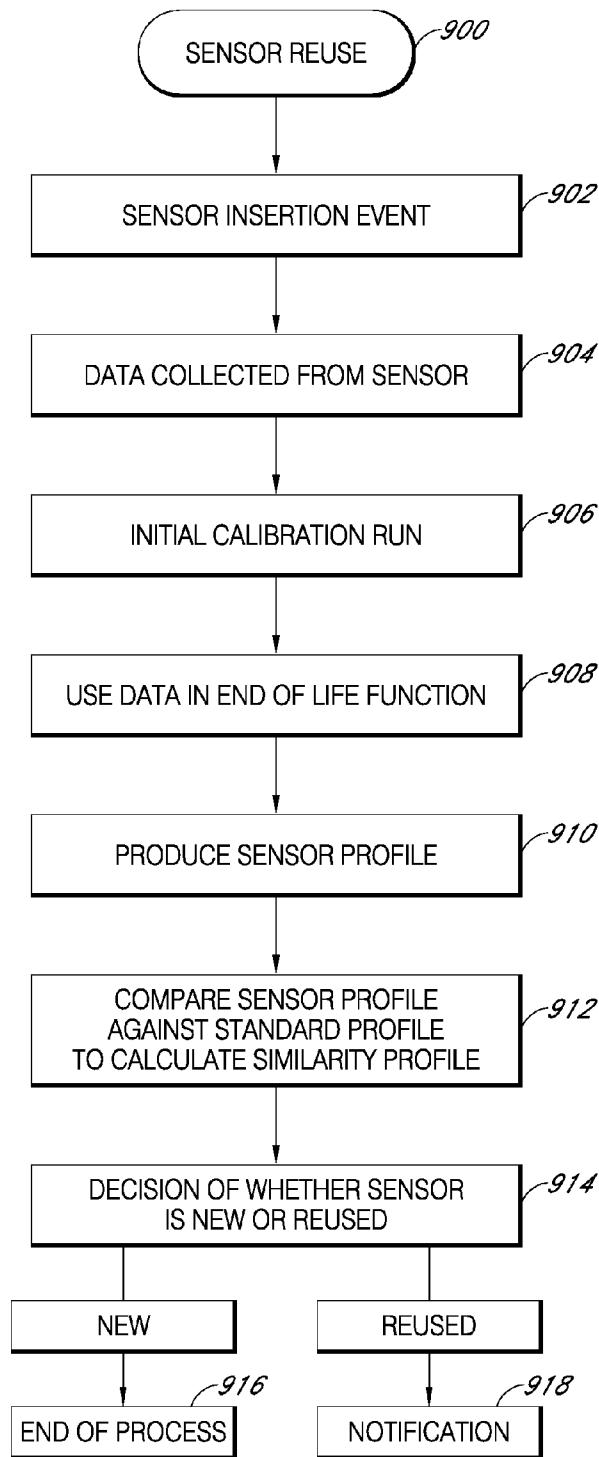 SENSOR REUSE
900
SENSOR INSERTION EVENT
902
DATA COLLECTED FROM SENSOR
904
INITIAL CALIBRATION RUN
906
USE DATA IN END OF LIFE FUNCTION
908
PRODUCE SENSOR PROFILE
910
COMPARE SENSOR PROFILE
AGAINST STANDARD PROFILE
TO CALCULATE SIMILARITY PROFILE
912
DECISION OF WHETHER SENSOR
IS NEW OR REUSED
914
NEW
REUSED
916
END OF PROCESS
918
NOTIFICATION